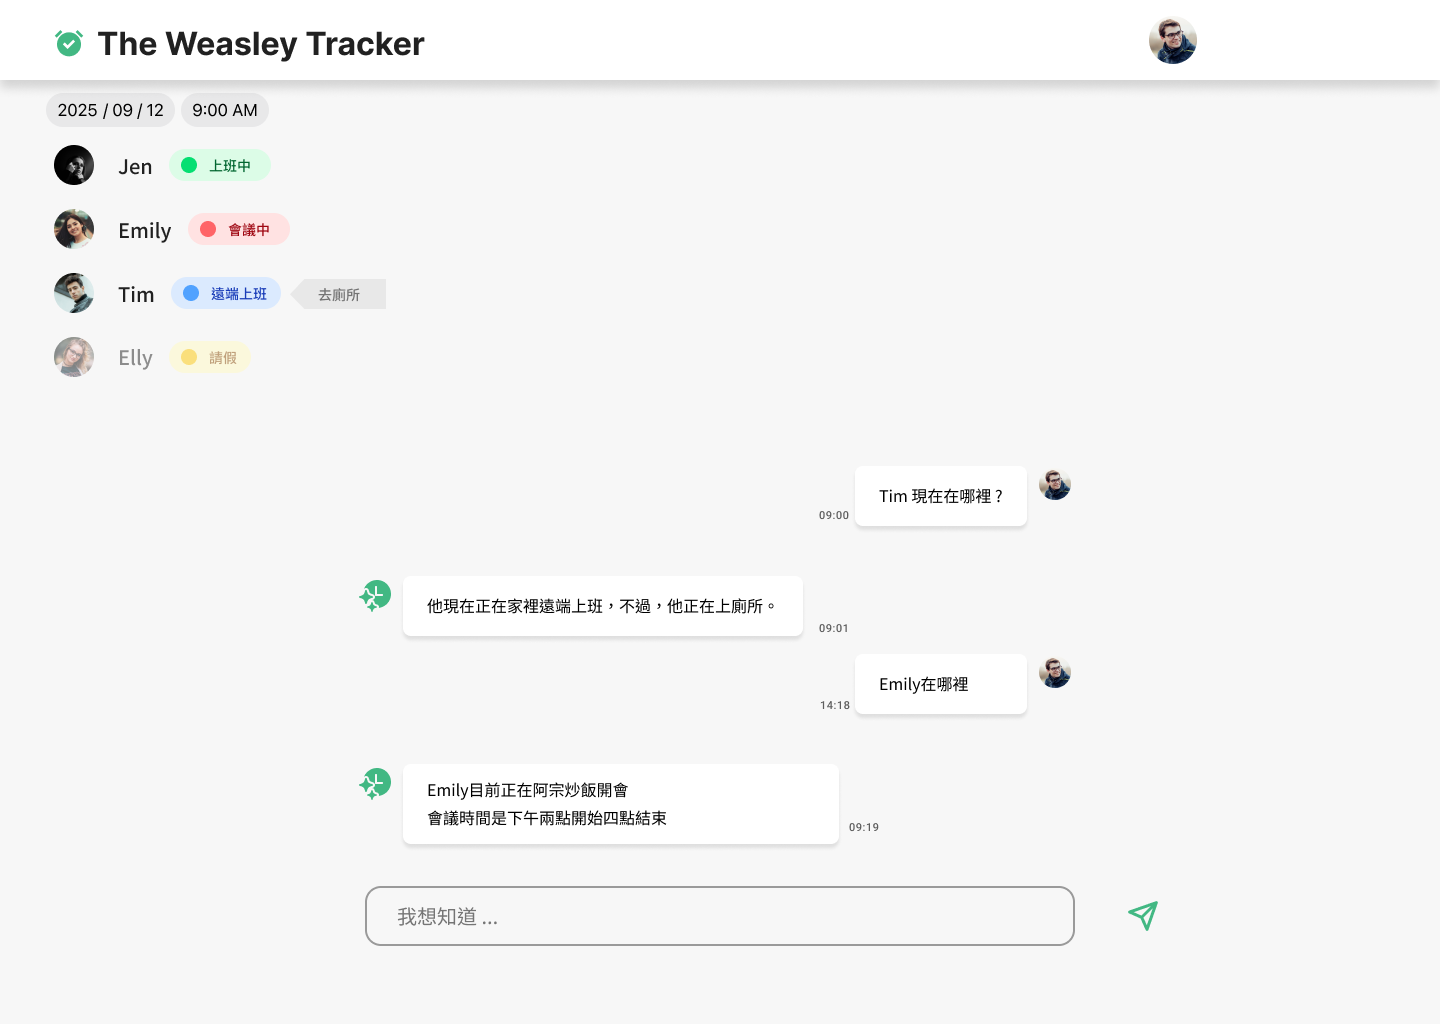 The Weasley Tracker
2025 / 09 / 12
9:00 AM
Jen
上班中
Emily
會議中
Tim
遠端上班
去廁所
Elly
請假
Tim 現在在哪裡？
09:00
他現在正在家裡遠端上班，不過，他正在上廁所。
09:01
Emily在哪裡
14:18
Emily目前正在阿宗炒飯開會
會議時間是下午兩點開始四點結束
09:19
我想知道 ...